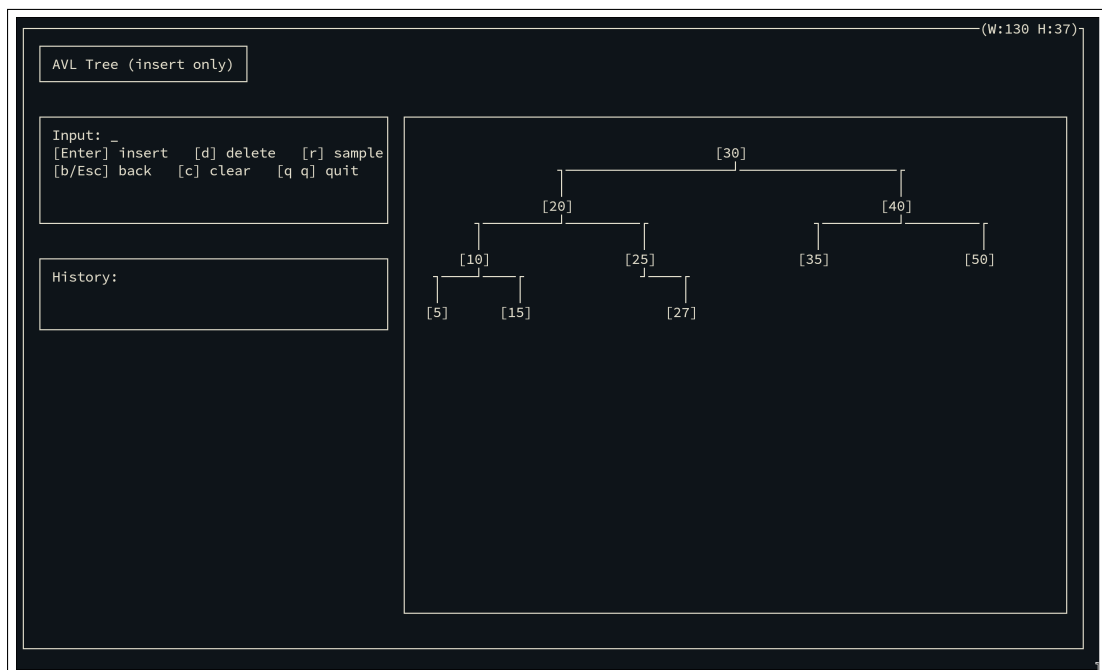 (W:130 H:37)
AVL Tree (insert only)
Input: _
[Enter] insert [d] delete [r] sample
[b/Esc] back [c] clear [q q] quit
History:
[30]
[20] [40]
[10] [25] [35] [50]
[5] [15] [27]